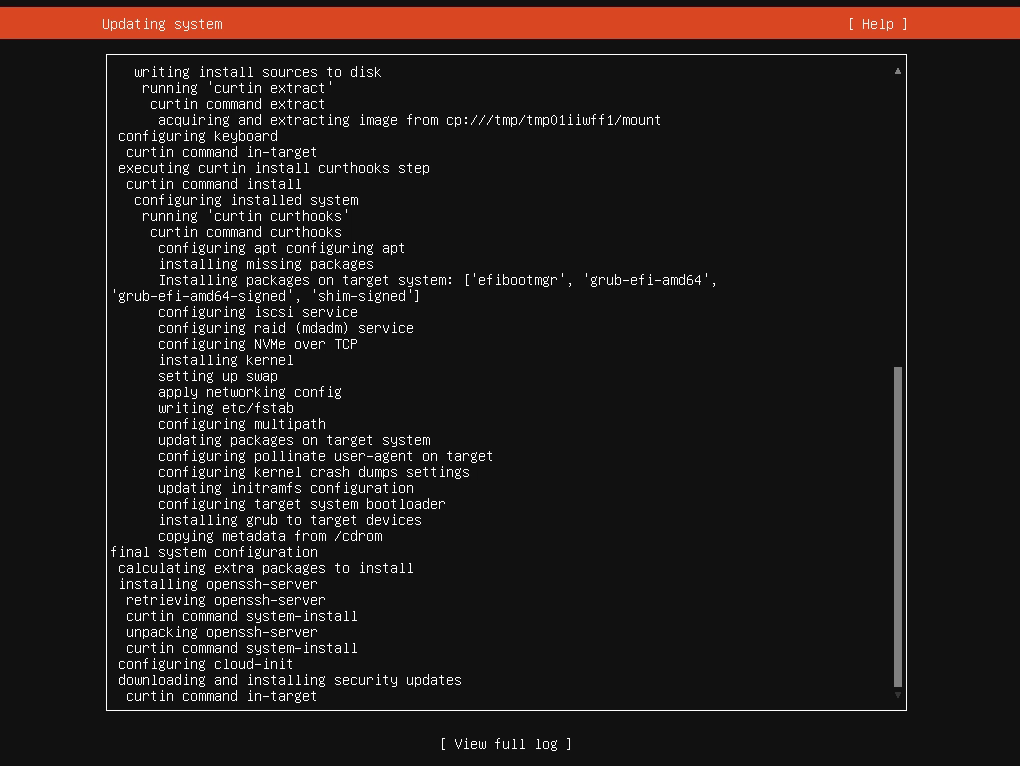 Updating system [ Help ]
writing install sources to disk
running 'curtin extract'
curtin command extract
acquiring and extracting image from cp:///tmp/tmp01iiwff1/mount
configuring keyboard
curtin command in-target
executing curtin install curthooks step
curtin command install
configuring installed system
running 'curtin curthooks'
curtin command curthooks
configuring apt configuring apt
installing missing packages
Installing packages on target system: ['efibootmgr', 'grub-efi-amd64',
'grub-efi-amd64-signed', 'shim-signed']
configuring iscsi service
configuring raid (mdadm) service
configuring NVMe over TCP
installing kernel
setting up swap
apply networking config
writing etc/fstab
configuring multipath
updating packages on target system
configuring pollinate user-agent on target
configuring kernel crash dumps settings
updating initramfs configuration
configuring target system bootloader
installing grub to target devices
copying metadata from /cdrom
final system configuration
calculating extra packages to install
installing openssh-server
retrieving openssh-server
curtin command system-install
unpacking openssh-server
curtin command system-install
configuring cloud-init
downloading and installing security updates
curtin command in-target
[ View full log ]